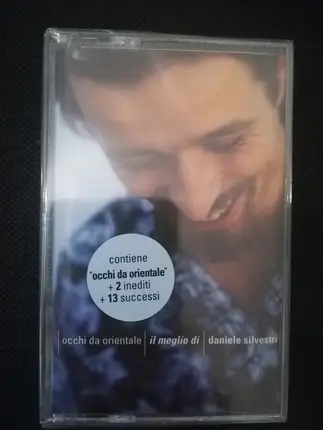 contiene
"occhi da orientale"
+ 2 inediti
+ 13 successi
occhi da orientale | il meglio di | daniele silvestri